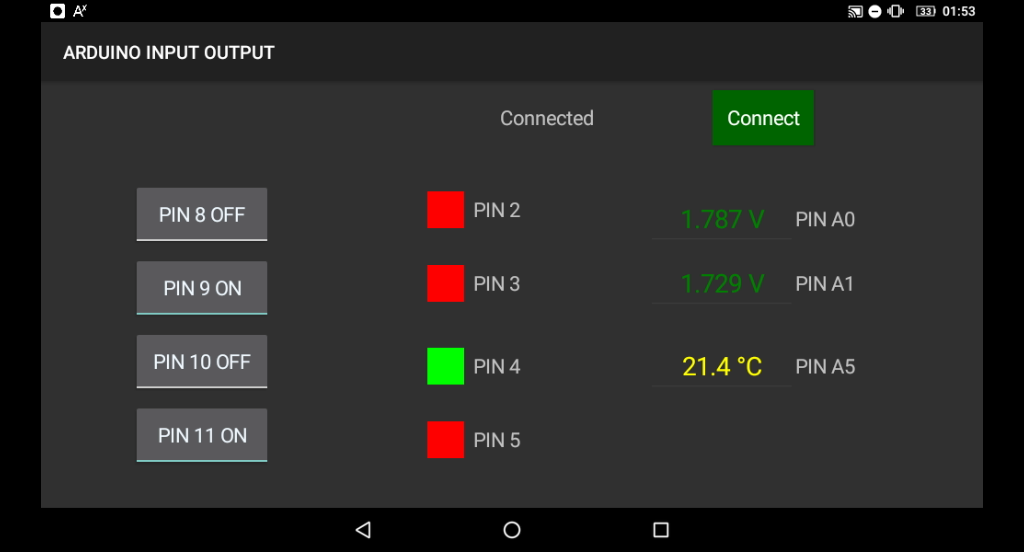 33 01:53
ARDUINO INPUT OUTPUT
Connected
Connect
PIN 8 OFF
PIN 2
1.787 V
PIN A0
PIN 9 ON
PIN 3
1.729 V
PIN A1
PIN 10 OFF
PIN 4
21.4 °C
PIN A5
PIN 11 ON
PIN 5